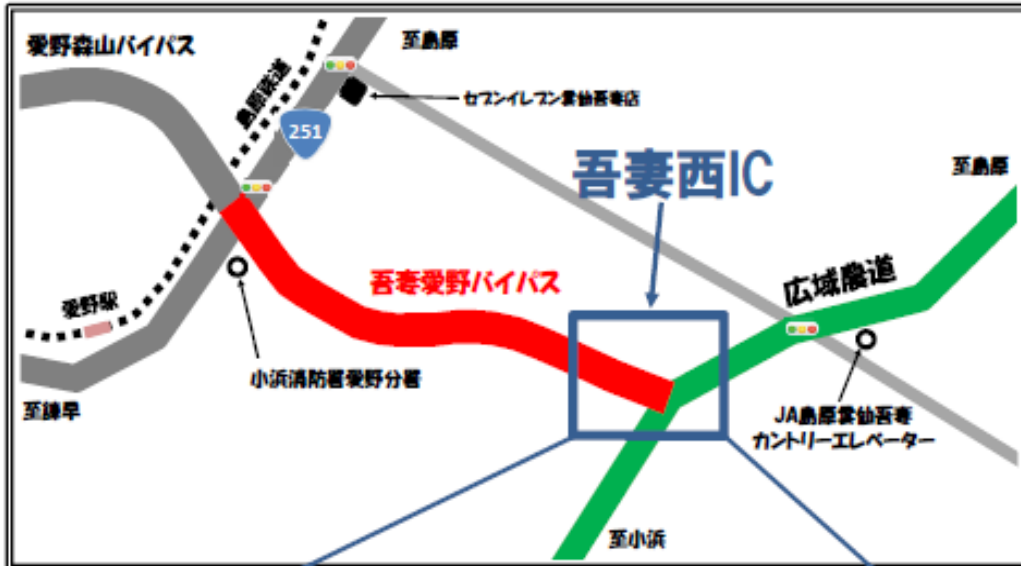 愛野森山バイパス
至島原
島原鉄道
セブンイレブン雲仙吾妻店
251
吾妻西IC
至島原
広域農道
吾妻愛野バイパス
愛野駅
小浜消防署愛野分署
至諫早
JA島原雲仙吾妻
カントリーエレベーター
至小浜